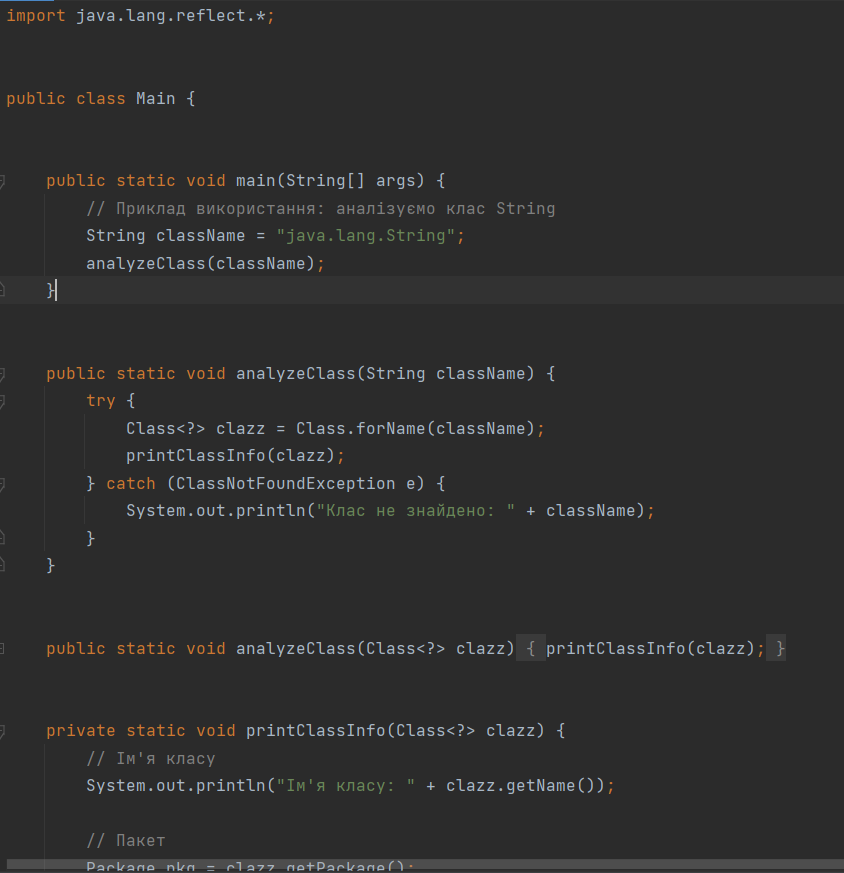 import java.lang.reflect.*;
public class Main {
public static void main(String[] args) {
// Приклад використання: аналізуємо клас String
String className = "java.lang.String";
analyzeClass(className);
}
public static void analyzeClass(String className) {
try {
Class<?> clazz = Class.forName(className);
printClassInfo(clazz);
} catch (ClassNotFoundException e) {
System.out.println("Клас не знайдено: " + className);
}
}
public static void analyzeClass(Class<?> clazz) { printClassInfo(clazz); }
private static void printClassInfo(Class<?> clazz) {
// Ім'я класу
System.out.println("Ім'я класу: " + clazz.getName());
// Пакет
Package pkg = clazz.getPackage();